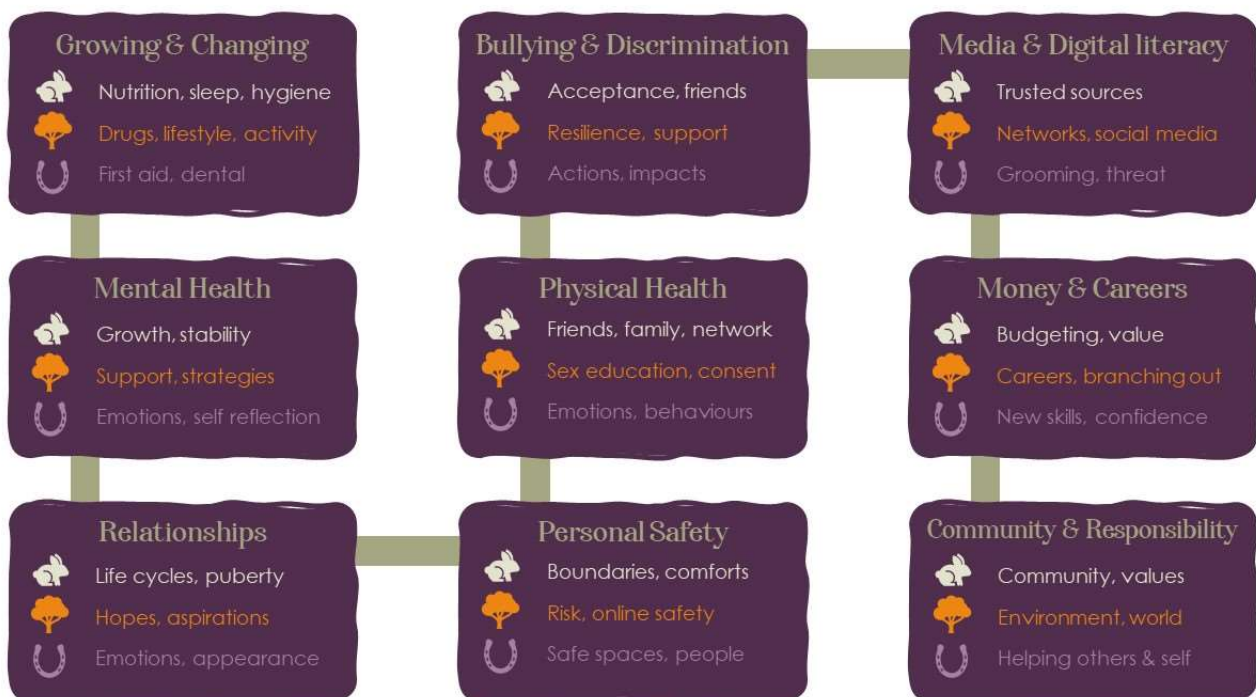 Growing & Changing
Nutrition, sleep, hygiene
Drugs, lifestyle, activity
First aid, dental
Mental Health
Growth, stability
Support, strategies
Emotions, self reflection
Relationships
Life cycles, puberty
Hopes, aspirations
Emotions, appearance
Personal Safety
Boundaries, comforts
Risk, online safety
Safe spaces, people
Physical Health
Friends, family, network
Sex education, consent
Emotions, behaviours
Bullying & Discrimination
Acceptance, friends
Resilience, support
Actions, impacts
Media & Digital literacy
Trusted sources
Networks, social media
Grooming, threat
Money & Careers
Budgeting, value
Careers, branching out
New skills, confidence
Community & Responsibility
Community, values
Environment, world
Helping others & self